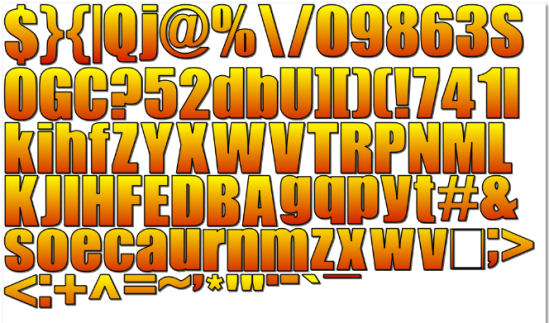 $}{|Qj@%\/09863S
OGC?52dbU][)(!741l
kihfZYXWVTRPNML
KJIHFEDBAgqpyt#&
soecaurnmzxwv□;>
<:+^=~,*'"¨-`¯